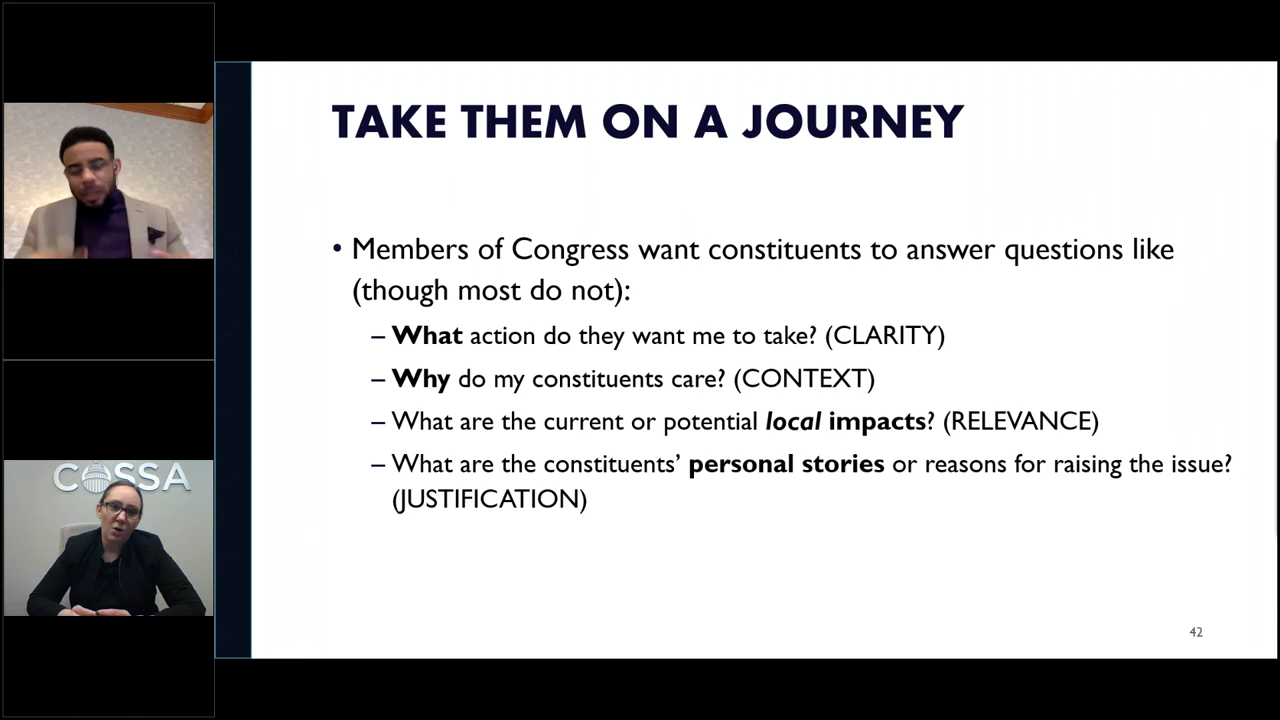 TAKE THEM ON A JOURNEY
• Members of Congress want constituents to answer questions like
(though most do not):
– What action do they want me to take? (CLARITY)
– Why do my constituents care? (CONTEXT)
– What are the current or potential local impacts? (RELEVANCE)
– What are the constituents’ personal stories or reasons for raising the issue?
(JUSTIFICATION)
42
COSSA